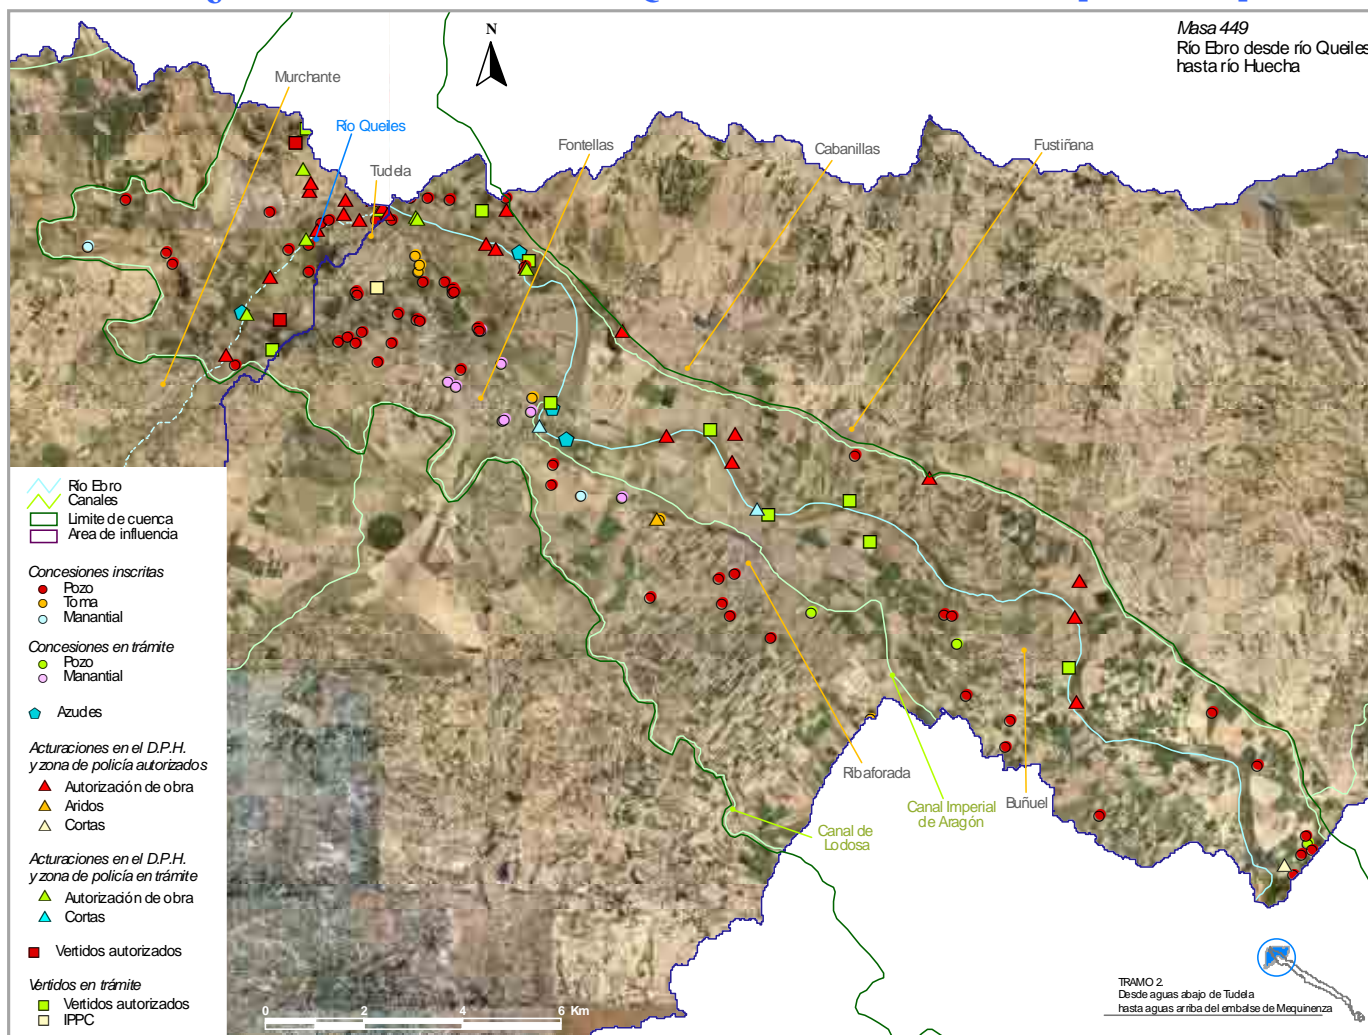 Masa 449
Río Ebro desde río Queiles
hasta río Huecha
N
Murchante
Río Queiles
Tudela
Fontellas
Cabanillas
Fustiñana
Río Ebro
Canales
Limite de cuenca
Area de influencia
Concesiones inscritas
Pozo
Toma
Manantial
Concesiones en trámite
Pozo
Manantial
Azudes
Acturaciones en el D.P.H.
y zona de policía autorizados
Autorización de obra
Aridos
Cortas
Acturaciones en el D.P.H.
y zona de policía en trámite
Autorización de obra
Cortas
Vertidos autorizados
Vertidos en trámite
Vertidos autorizados
IPPC
Ribaforada
Canal Imperial
de Aragón
Buñuel
Canal de
Lodosa
0 2 4 6 Km
TRAMO 2.
Desde aguas abajo de Tudela
hasta aguas arriba del embalse de Mequinenza